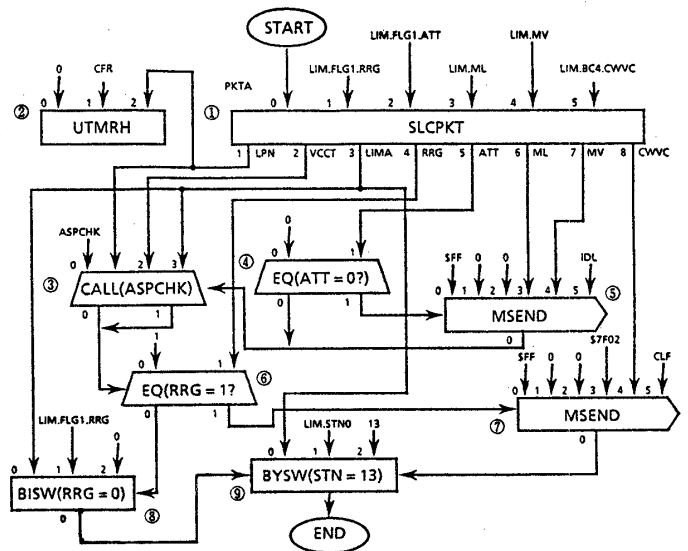 START
LIM.FLG1.ATT
LIM.MV
0 CFR
LIM.FLG1.RRG
LIM.ML
LIM.BC4.CWVC
PKTA
0 1 2
0 1 2 3 4 5
② UTMRH
① SLCPKT
1 LPN 2 VCCT 3 LIMA 4 RRG 5 ATT 6 ML 7 MV 8 CWVC
ASPCHK
0
0 1 2 3
0 1
$FF 0 0 IDL
③ CALL(ASPCHK)
④ EQ(ATT = 0?)
0 1 2 3 4 5
⑤ MSEND
0 1
0 1
0
1
0 1
$7F02
$FF 0 0 CLF
EQ(RRG = 1? ⑥
0 1 2 3 4 5
0 1
⑦ MSEND
0
LIM.FLG1.RRG
0
LIM.STN0 13
0 1 2
0 1 2
BISW(RRG = 0) ⑧
⑨ BYSW(STN = 13)
0
END